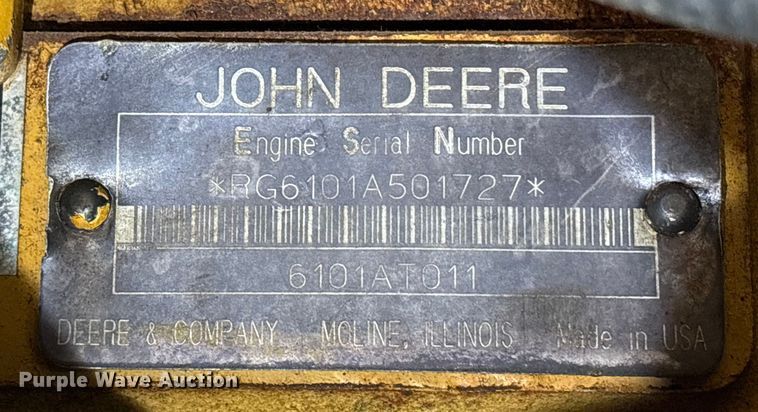 JOHN DEERE
Engine Serial Number
*RG6101A501727*
6101AT011
DEERE & COMPANY MOLINE, ILLINOIS Made in USA
Purple Wave Auction